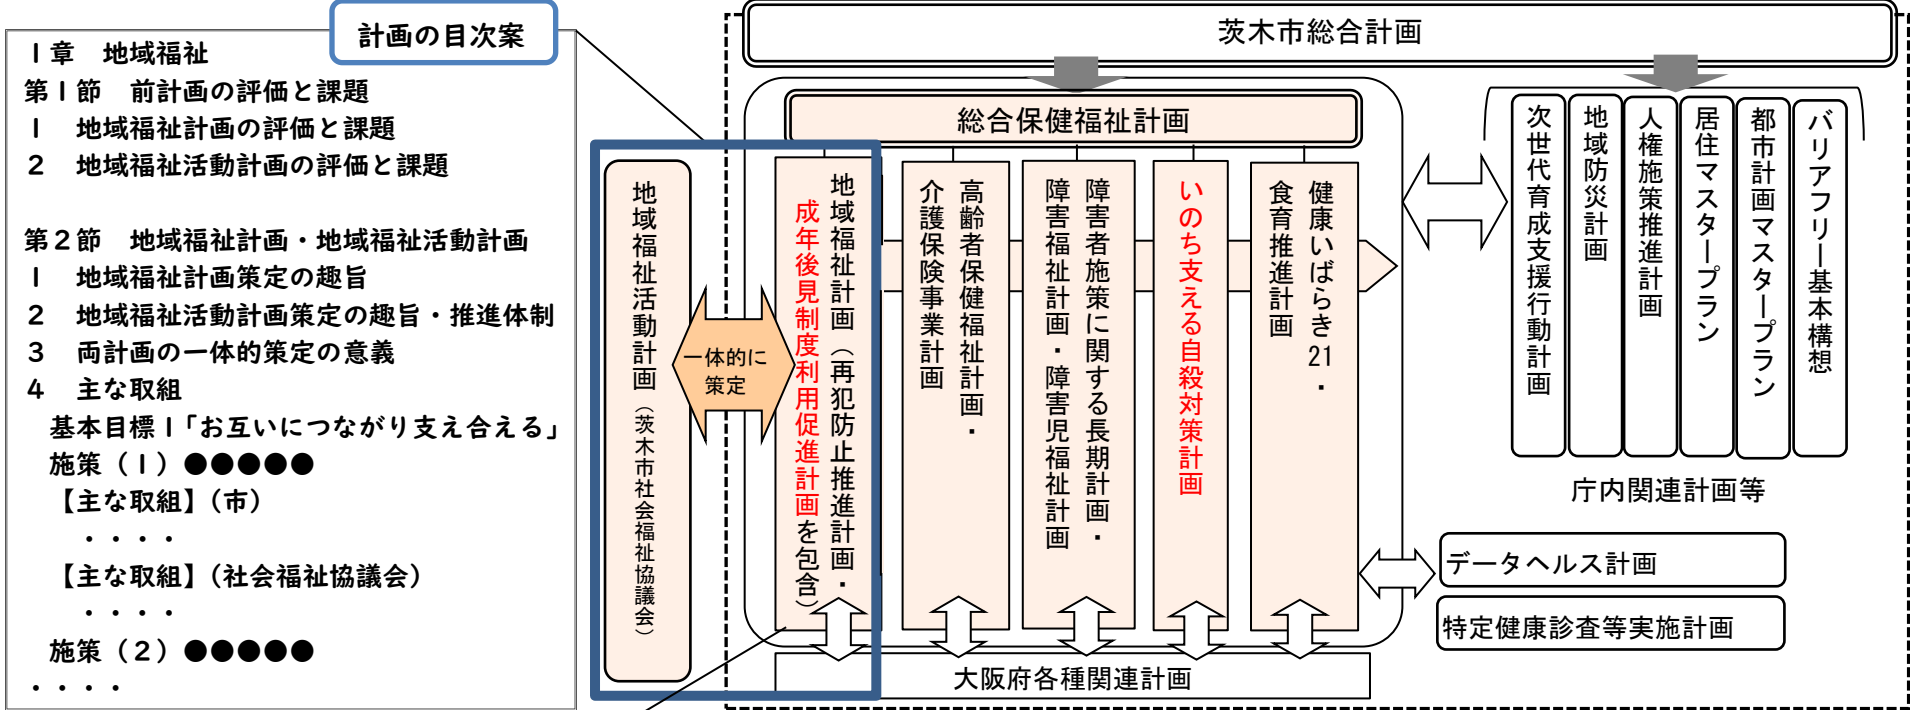 計画の目次案
1章　地域福祉
第1節　前計画の評価と課題
1　地域福祉計画の評価と課題
2　地域福祉活動計画の評価と課題
第2節　地域福祉計画・地域福祉活動計画
1　地域福祉計画策定の趣旨
2　地域福祉活動計画策定の趣旨・推進体制
3　両計画の一体的策定の意義
4　主な取組
基本目標1「お互いにつながり支え合える」
施策（1）●●●●●
【主な取組】（市）
・・・・
【主な取組】（社会福祉協議会）
・・・・
施策（2）●●●●●
・・・・
茨木市総合計画
総合保健福祉計画
地域福祉活動計画（茨木市社会福祉協議会）
一体的に
策定
地域福祉計画（再犯防止推進計画・
成年後見制度利用促進計画を包含）
高齢者保健福祉計画・
介護保険事業計画
障害者施策に関する長期計画・
障害福祉計画・障害児福祉計画
いのち支える自殺対策計画
健康いばらき21・
食育推進計画
大阪府各種関連計画
次世代育成支援行動計画
地域防災計画
人権施策推進計画
居住マスタープラン
都市計画マスタープラン
バリアフリー基本構想
庁内関連計画等
データヘルス計画
特定健康診査等実施計画